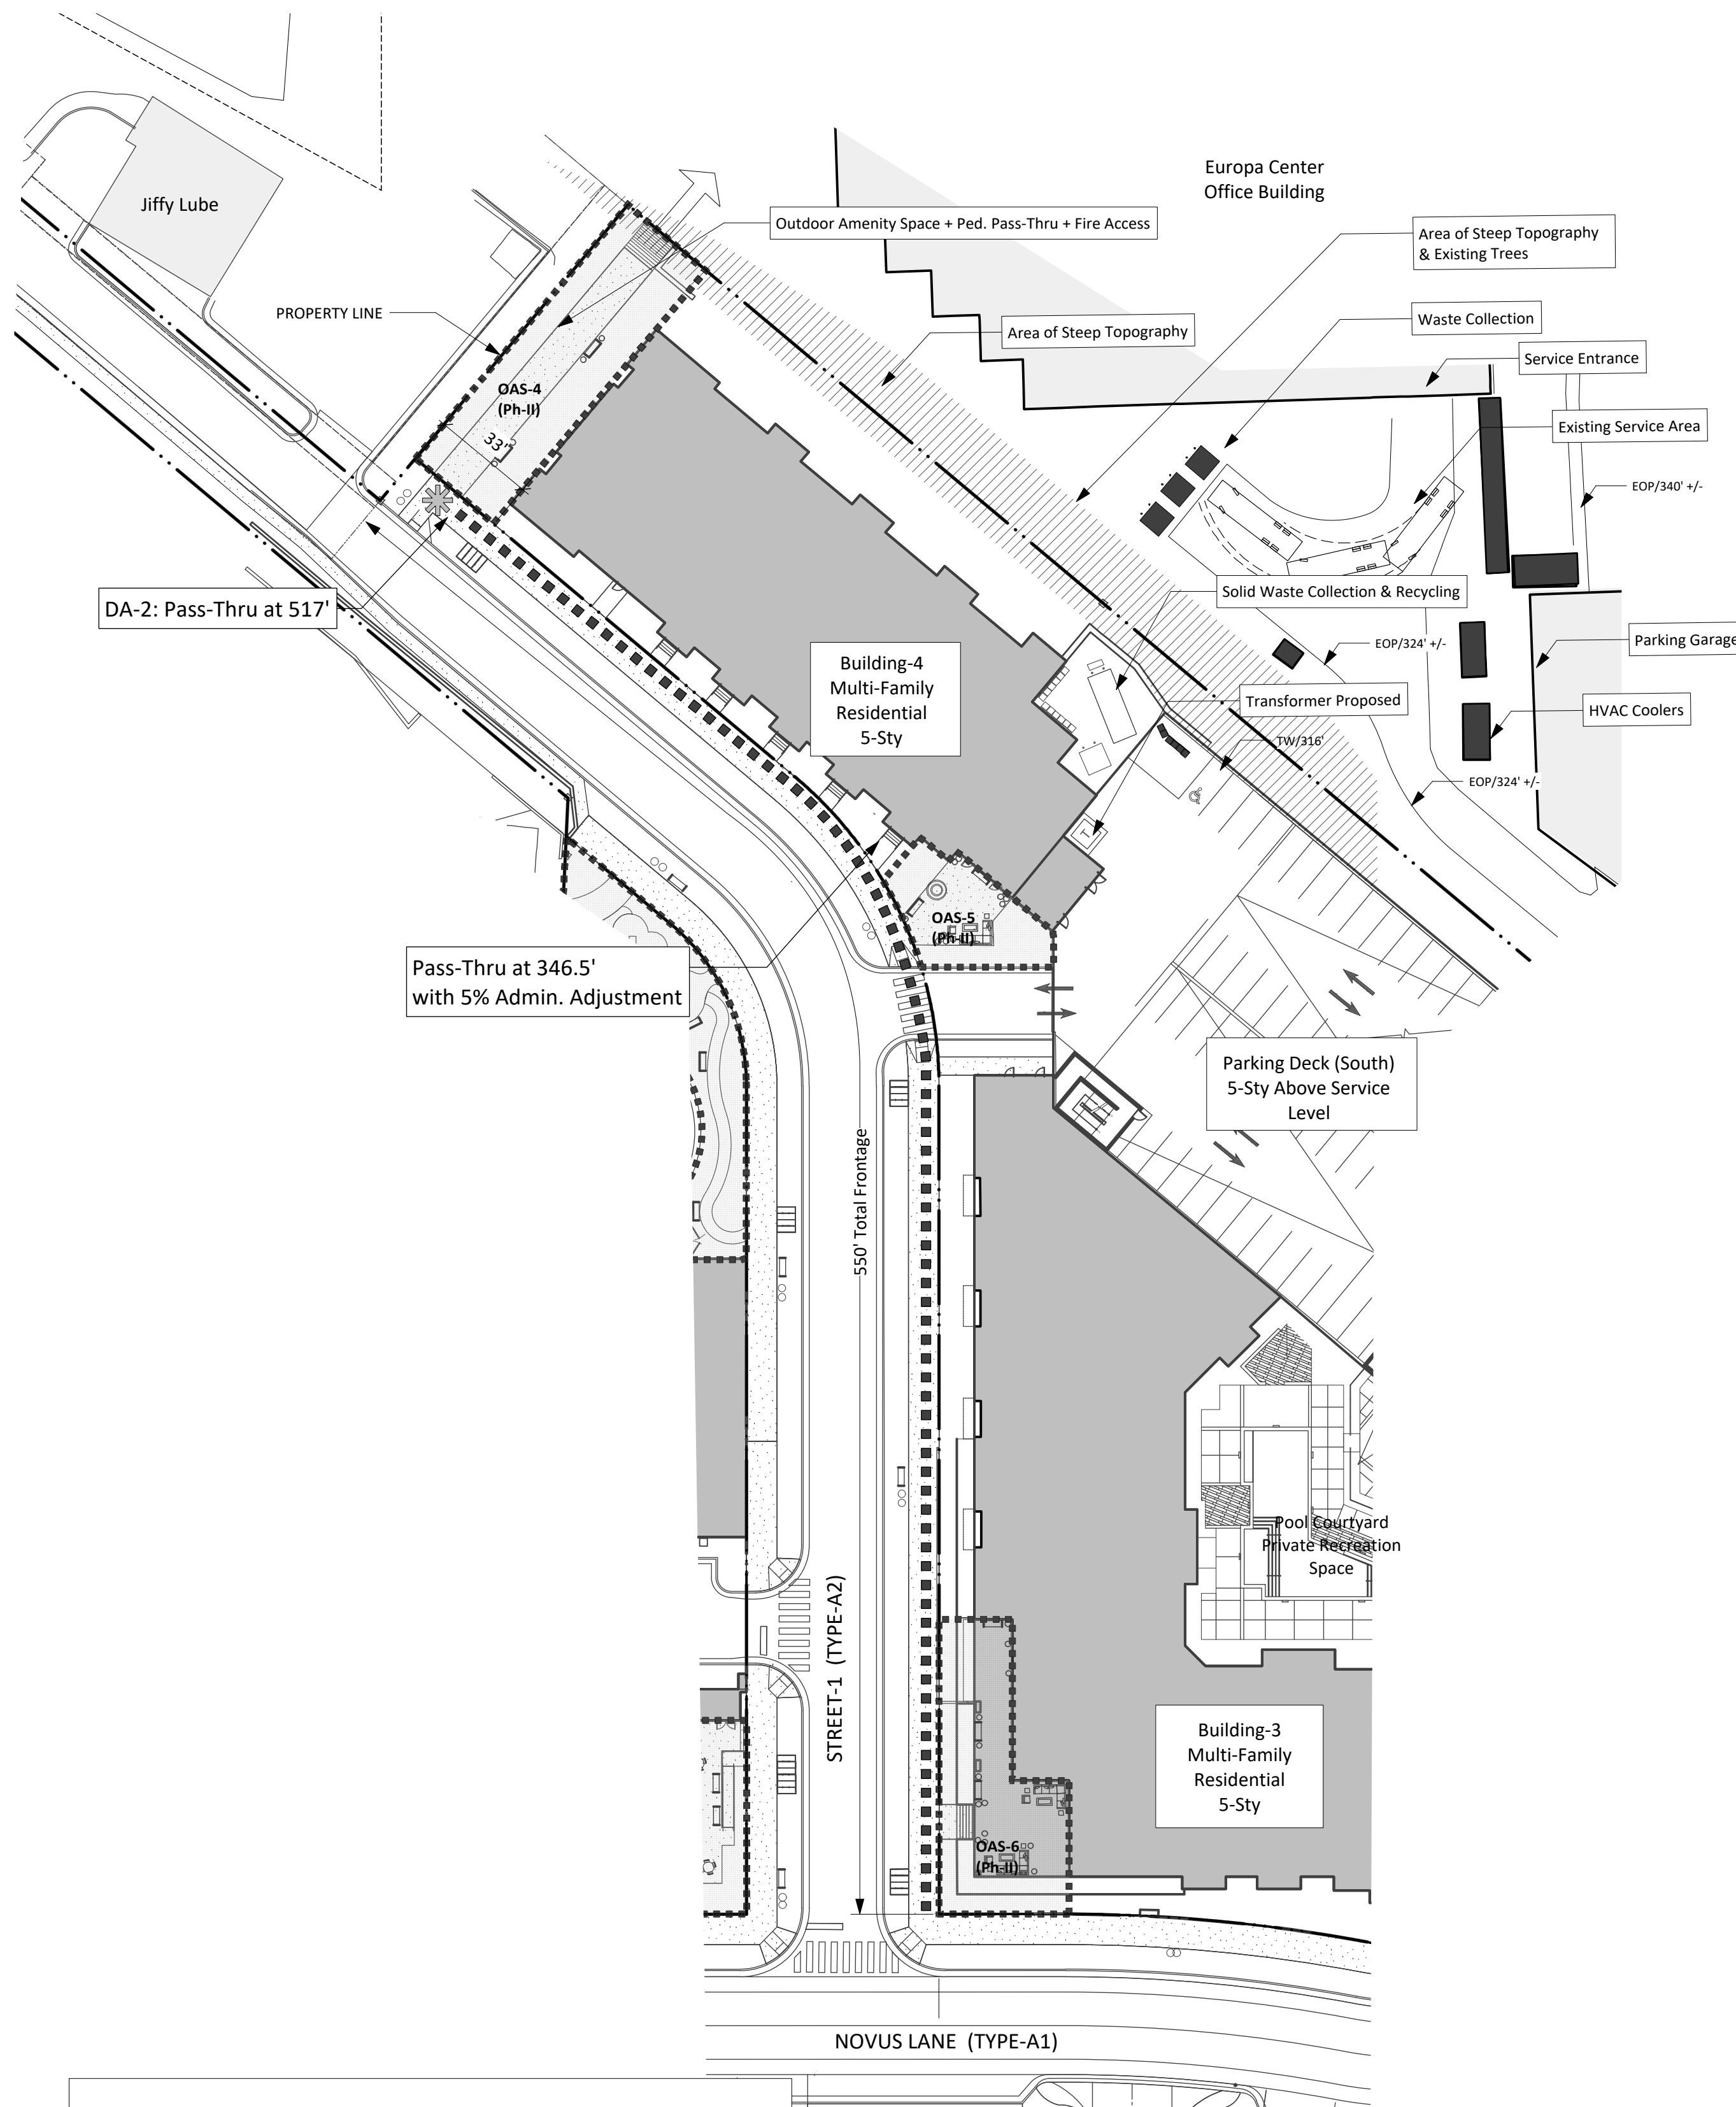 Europa Center
Office Building
Jiffy Lube
Outdoor Amenity Space + Ped. Pass-Thru + Fire Access
Area of Steep Topography
& Existing Trees
PROPERTY LINE
Waste Collection
Area of Steep Topography
Service Entrance
OAS-4
(Ph-II)
Existing Service Area
33'
EOP/340' +/-
Solid Waste Collection & Recycling
DA-2: Pass-Thru at 517'
EOP/324' +/-
Parking Garage
Building-4
Multi-Family
Residential
5-Sty
Transformer Proposed
HVAC Coolers
TW/316'
EOP/324' +/-
T
OAS-5
(Ph-II)
Pass-Thru at 346.5'
with 5% Admin. Adjustment
Parking Deck (South)
5-Sty Above Service
Level
550' Total Frontage
Pool Courtyard
Private Recreation
Space
STREET-1 (TYPE-A2)
Building-3
Multi-Family
Residential
5-Sty
OAS-6
(Ph-II)
NOVUS LANE (TYPE-A1)